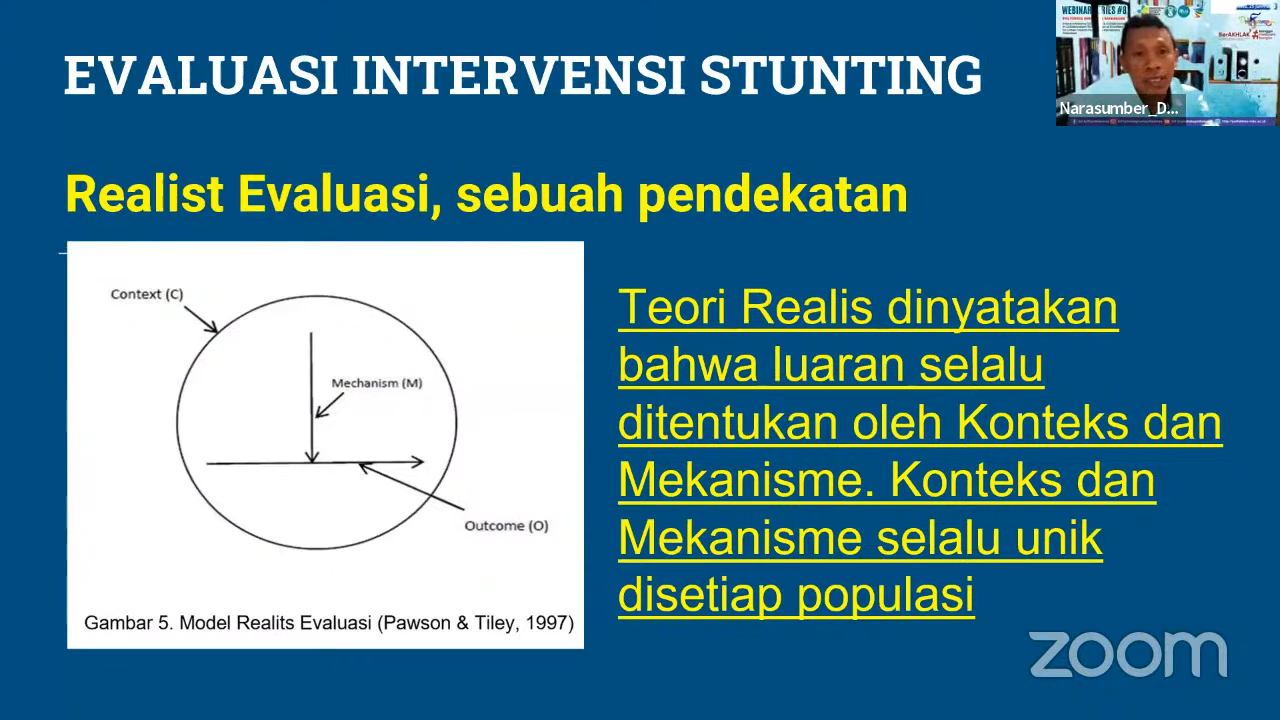 EVALUASI INTERVENSI STUNTING
WEBINAR
BerAKHLAK
Narasumber_D...
Realist Evaluasi, sebuah pendekatan
Context (C)
Mechanism (M)
Outcome (O)
Gambar 5. Model Realits Evaluasi (Pawson & Tiley, 1997)
Teori Realis dinyatakan
bahwa luaran selalu
ditentukan oleh Konteks dan
Mekanisme. Konteks dan
Mekanisme selalu unik
disetiap populasi
zoom